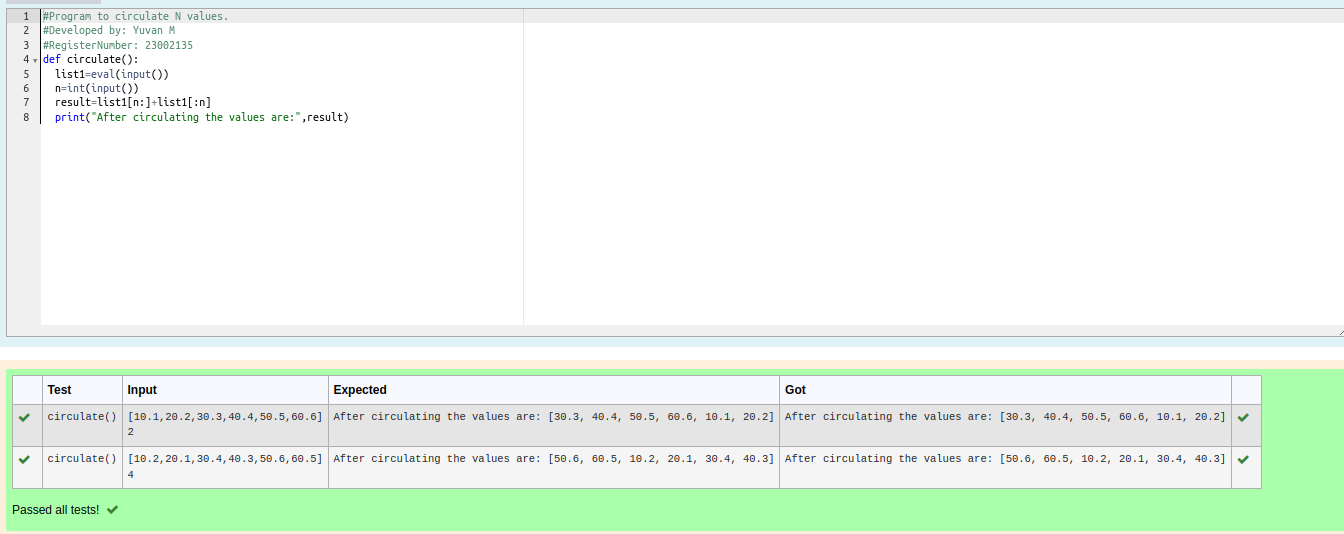 1 #Program to circulate N values.
2 #Developed by: Yuvan M
3 #RegisterNumber: 23002135
4 def circulate():
5   list1=eval(input())
6   n=int(input())
7   result=list1[n:]+list1[:n]
8   print("After circulating the values are:",result)
Test Input Expected Got
circulate() [10.1,20.2,30.3,40.4,50.5,60.6] After circulating the values are: [30.3, 40.4, 50.5, 60.6, 10.1, 20.2] After circulating the values are: [30.3, 40.4, 50.5, 60.6, 10.1, 20.2]
2
circulate() [10.2,20.1,30.4,40.3,50.6,60.5] After circulating the values are: [50.6, 60.5, 10.2, 20.1, 30.4, 40.3] After circulating the values are: [50.6, 60.5, 10.2, 20.1, 30.4, 40.3]
4
Passed all tests!